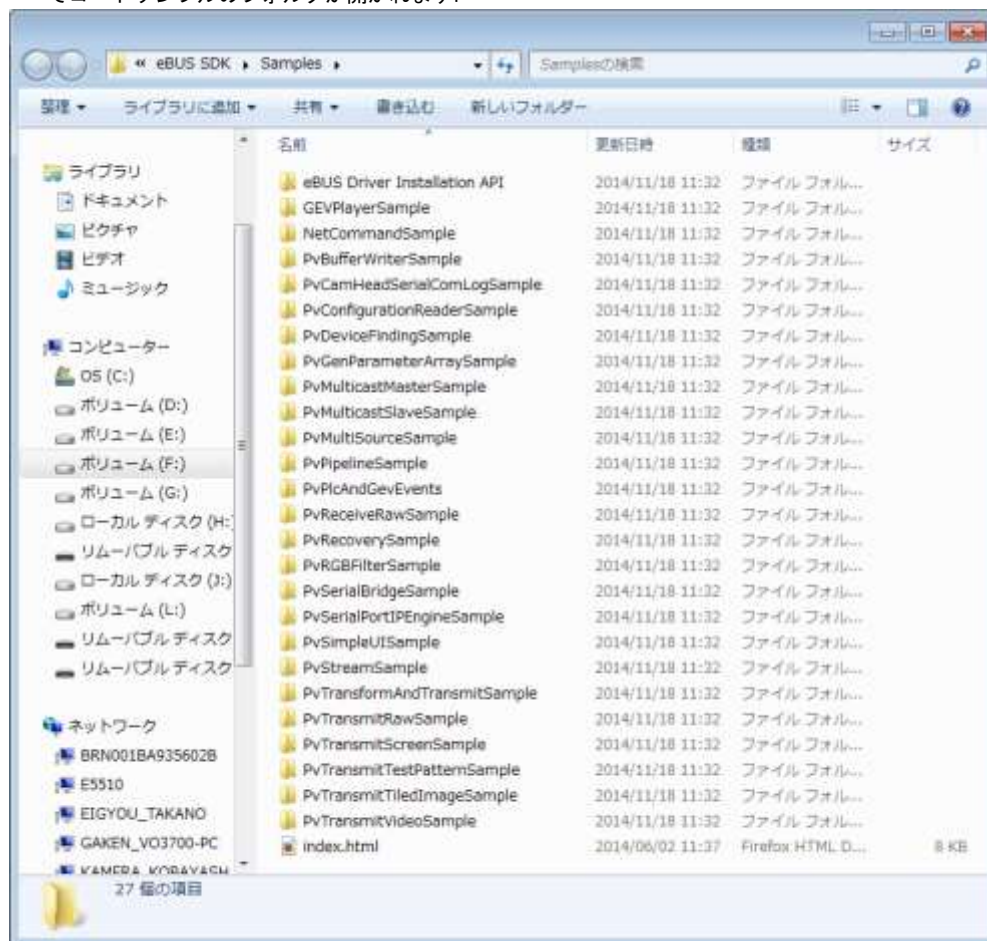 てコードサンプルのフォルダが開かれます.
« eBUS SDK ▸ Samples ▸ Samplesの検索
整理 ▾ ライブラリに追加 ▾ 共有 ▾ 書き込む 新しいフォルダー
名前 更新日時 種類 サイズ
ライブラリ
ドキュメント
ピクチャ
ビデオ
ミュージック
コンピューター
OS (C:)
ボリューム (D:)
ボリューム (E:)
ボリューム (F:)
ボリューム (G:)
ローカル ディスク (H:
リムーバブル ディスク
ローカル ディスク (J:)
ボリューム (L:)
リムーバブル ディスク
リムーバブル ディスク
ネットワーク
BRN001BA935602B
E5510
EIGYOU_TAKANO
GAKEN_VO3700-PC
KAMERA_KOBAYASH
eBUS Driver Installation API 2014/11/18 11:32 ファイル フォル...
GEVPlayerSample 2014/11/18 11:32 ファイル フォル...
NetCommandSample 2014/11/18 11:32 ファイル フォル...
PvBufferWriterSample 2014/11/18 11:32 ファイル フォル...
PvCamHeadSerialComLogSample 2014/11/18 11:32 ファイル フォル...
PvConfigurationReaderSample 2014/11/18 11:32 ファイル フォル...
PvDeviceFindingSample 2014/11/18 11:32 ファイル フォル...
PvGenParameterArraySample 2014/11/18 11:32 ファイル フォル...
PvMulticastMasterSample 2014/11/18 11:32 ファイル フォル...
PvMulticastSlaveSample 2014/11/18 11:32 ファイル フォル...
PvMultiSourceSample 2014/11/18 11:32 ファイル フォル...
PvPipelineSample 2014/11/18 11:32 ファイル フォル...
PvPlcAndGevEvents 2014/11/18 11:32 ファイル フォル...
PvReceiveRawSample 2014/11/18 11:32 ファイル フォル...
PvRecoverySample 2014/11/18 11:32 ファイル フォル...
PvRGBFilterSample 2014/11/18 11:32 ファイル フォル...
PvSerialBridgeSample 2014/11/18 11:32 ファイル フォル...
PvSerialPortIPEngineSample 2014/11/18 11:32 ファイル フォル...
PvSimpleUISample 2014/11/18 11:32 ファイル フォル...
PvStreamSample 2014/11/18 11:32 ファイル フォル...
PvTransformAndTransmitSample 2014/11/18 11:32 ファイル フォル...
PvTransmitRawSample 2014/11/18 11:32 ファイル フォル...
PvTransmitScreenSample 2014/11/18 11:32 ファイル フォル...
PvTransmitTestPatternSample 2014/11/18 11:32 ファイル フォル...
PvTransmitTiledImageSample 2014/11/18 11:32 ファイル フォル...
PvTransmitVideoSample 2014/11/18 11:32 ファイル フォル...
index.html 2014/06/02 11:37 Firefox HTML D... 8 KB
27 個の項目